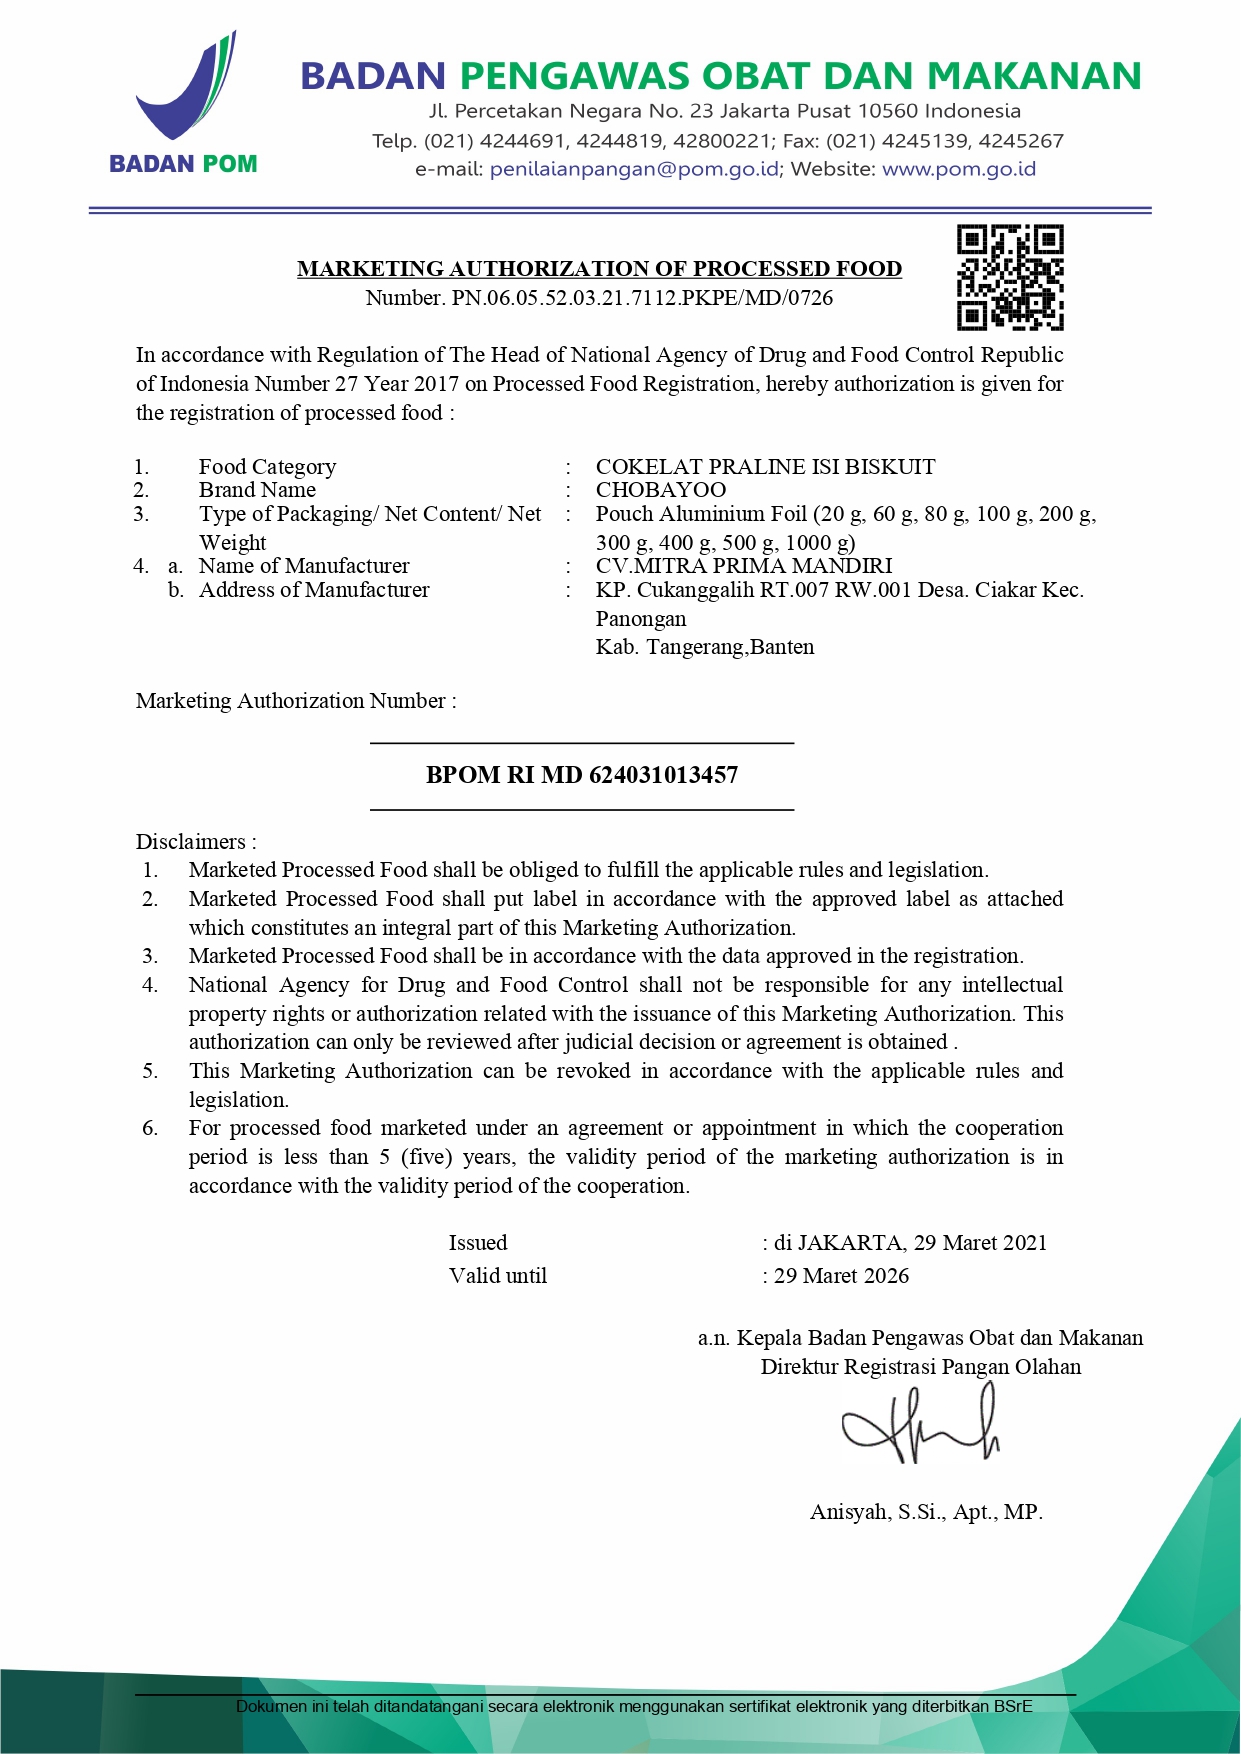 BADAN POM
BADAN PENGAWAS OBAT DAN MAKANAN
Jl. Percetakan Negara No. 23 Jakarta Pusat 10560 Indonesia
Telp. (021) 4244691, 4244819, 42800221; Fax: (021) 4245139, 4245267
e-mail: penilaianpangan@pom.go.id; Website: www.pom.go.id
MARKETING AUTHORIZATION OF PROCESSED FOOD
Number. PN.06.05.52.03.21.7112.PKPE/MD/0726
In accordance with Regulation of The Head of National Agency of Drug and Food Control Republic
of Indonesia Number 27 Year 2017 on Processed Food Registration, hereby authorization is given for
the registration of processed food :
1. Food Category : COKELAT PRALINE ISI BISKUIT
2. Brand Name : CHOBAYOO
3. Type of Packaging/ Net Content/ Net : Pouch Aluminium Foil (20 g, 60 g, 80 g, 100 g, 200 g,
Weight 300 g, 400 g, 500 g, 1000 g)
4. a. Name of Manufacturer : CV.MITRA PRIMA MANDIRI
b. Address of Manufacturer : KP. Cukanggalih RT.007 RW.001 Desa. Ciakar Kec.
Panongan
Kab. Tangerang,Banten
Marketing Authorization Number :
BPOM RI MD 624031013457
Disclaimers :
1. Marketed Processed Food shall be obliged to fulfill the applicable rules and legislation.
2. Marketed Processed Food shall put label in accordance with the approved label as attached
which constitutes an integral part of this Marketing Authorization.
3. Marketed Processed Food shall be in accordance with the data approved in the registration.
4. National Agency for Drug and Food Control shall not be responsible for any intellectual
property rights or authorization related with the issuance of this Marketing Authorization. This
authorization can only be reviewed after judicial decision or agreement is obtained .
5. This Marketing Authorization can be revoked in accordance with the applicable rules and
legislation.
6. For processed food marketed under an agreement or appointment in which the cooperation
period is less than 5 (five) years, the validity period of the marketing authorization is in
accordance with the validity period of the cooperation.
Issued : di JAKARTA, 29 Maret 2021
Valid until : 29 Maret 2026
a.n. Kepala Badan Pengawas Obat dan Makanan
Direktur Registrasi Pangan Olahan
Anisyah, S.Si., Apt., MP.
Dokumen ini telah ditandatangani secara elektronik menggunakan sertifikat elektronik yang diterbitkan BSrE